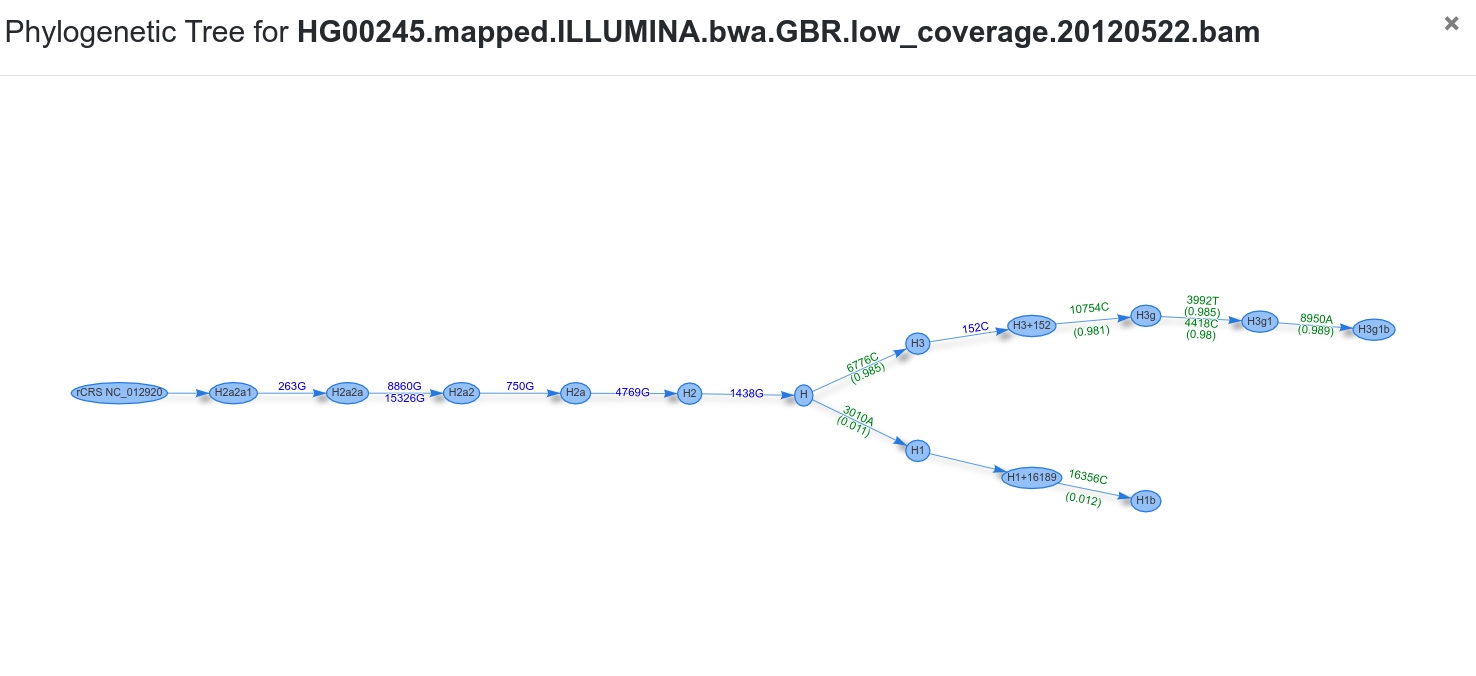 Phylogenetic Tree for HG00245.mapped.ILLUMINA.bwa.GBR.low_coverage.20120522.bam
×
rCRS NC_012920
H2a2a1
263G
H2a2a
8860G
15326G
H2a2
750G
H2a
4769G
H2
1438G
H
6776C
(0.985)
H3
152C
H3+152
10754C
(0.981)
H3g
3992T
(0.985)
4418C
(0.98)
H3g1
8950A
(0.989)
H3g1b
3010A
(0.011)
H1
H1+16189
16356C
(0.012)
H1b